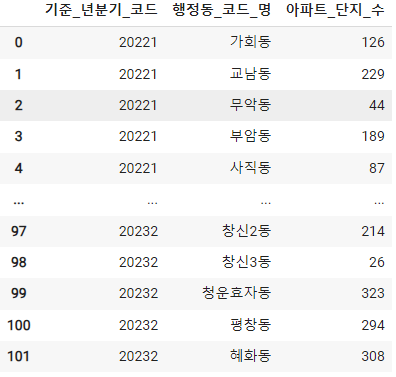 기준_년분기_코드 행정동_코드_명 아파트_단지_수
0 20221 가회동 126
1 20221 교남동 229
2 20221 무악동 44
3 20221 부암동 189
4 20221 사직동 87
... ... ... ...
97 20232 창신2동 214
98 20232 창신3동 26
99 20232 청운효자동 323
100 20232 평창동 294
101 20232 혜화동 308